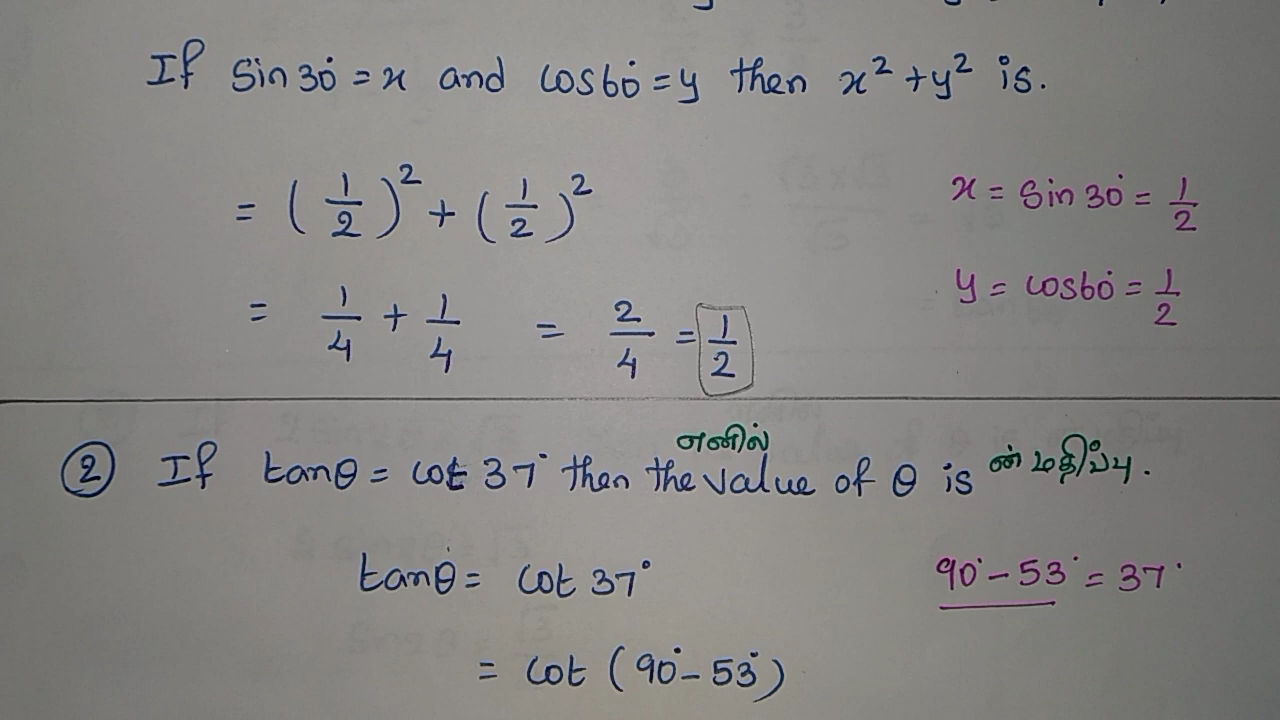 If sin 30° = x and cos 60° = y then x² + y² is.
= (1/2)² + (1/2)²
x = sin 30° = 1/2
= 1/4 + 1/4 = 2/4 = 1/2
y = cos 60° = 1/2
எனில்
② If tanθ = cot 37° then the value of θ is ன் மதிப்பு.
tanθ = cot 37°
90° - 53° = 37°
= cot (90° - 53°)